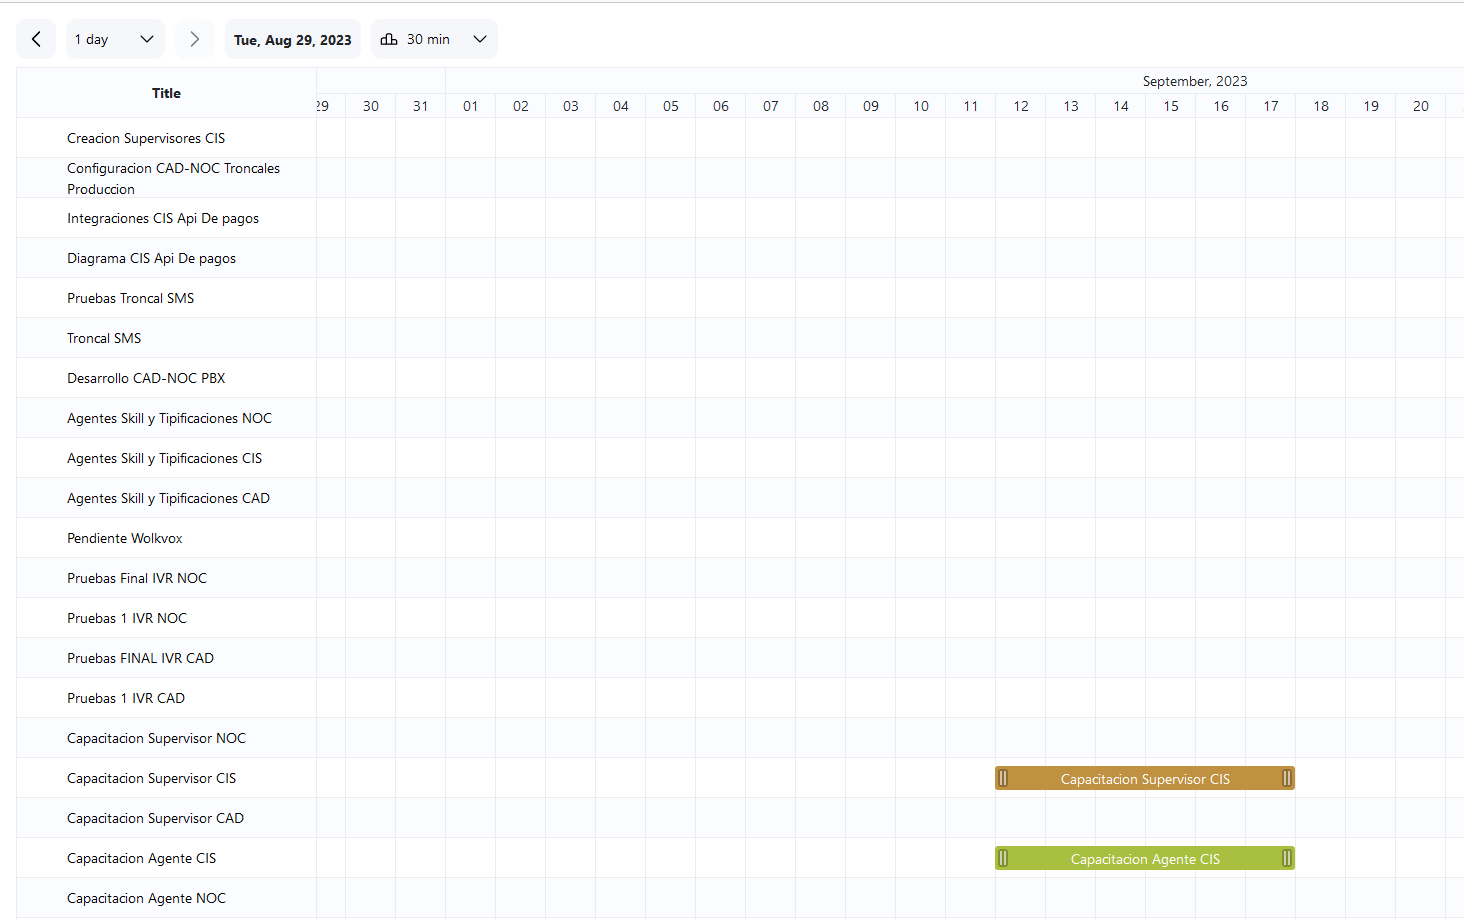 1 day
Tue, Aug 29, 2023
30 min
Title
September, 2023
29 30 31 01 02 03 04 05 06 07 08 09 10 11 12 13 14 15 16 17 18 19 20
Creacion Supervisores CIS
Configuracion CAD-NOC Troncales
Produccion
Integraciones CIS Api De pagos
Diagrama CIS Api De pagos
Pruebas Troncal SMS
Troncal SMS
Desarrollo CAD-NOC PBX
Agentes Skill y Tipificaciones NOC
Agentes Skill y Tipificaciones CIS
Agentes Skill y Tipificaciones CAD
Pendiente Wolkvox
Pruebas Final IVR NOC
Pruebas 1 IVR NOC
Pruebas FINAL IVR CAD
Pruebas 1 IVR CAD
Capacitacion Supervisor NOC
Capacitacion Supervisor CIS
Capacitacion Supervisor CIS
Capacitacion Supervisor CAD
Capacitacion Agente CIS
Capacitacion Agente CIS
Capacitacion Agente NOC